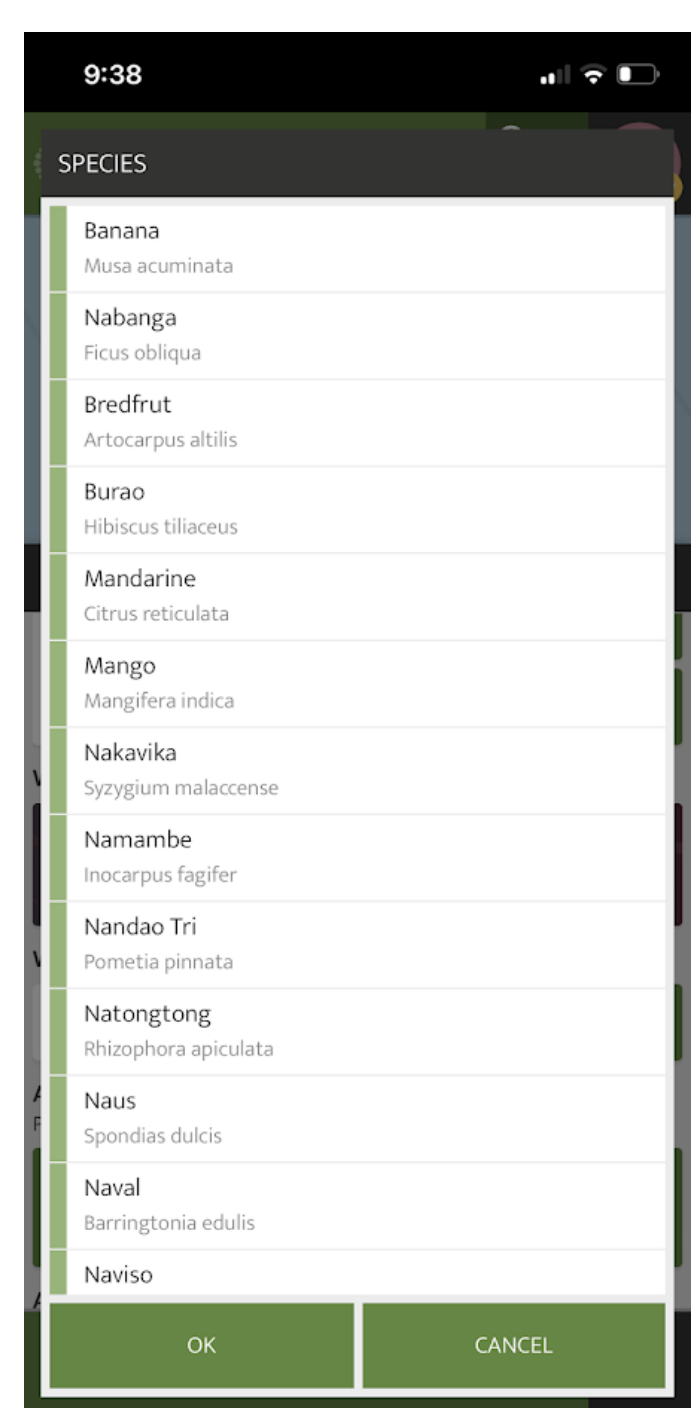 9:38
SPECIES
Banana
Musa acuminata
Nabanga
Ficus obliqua
Bredfrut
Artocarpus altilis
Burao
Hibiscus tiliaceus
Mandarine
Citrus reticulata
Mango
Mangifera indica
Nakavika
Syzygium malaccense
Namambe
Inocarpus fagifer
Nandao Tri
Pometia pinnata
Natongtong
Rhizophora apiculata
Naus
Spondias dulcis
Naval
Barringtonia edulis
Naviso
OK
CANCEL